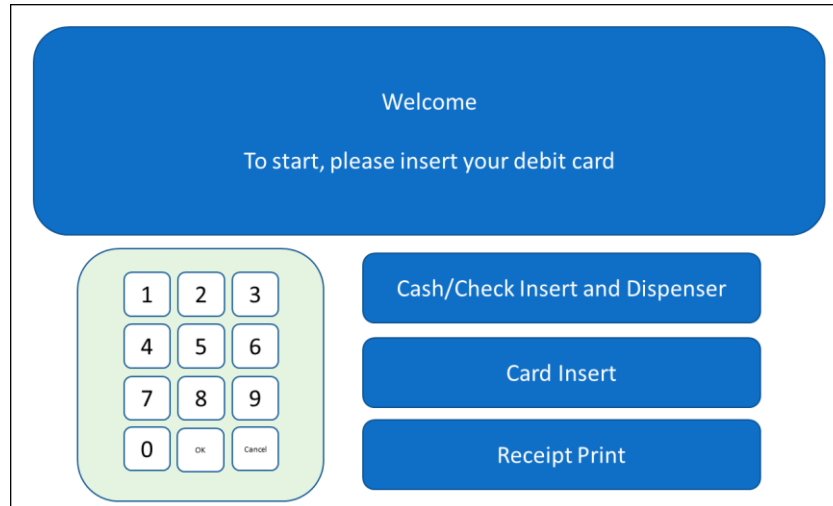 Welcome
To start, please insert your debit card
1 2 3
4 5 6
7 8 9
0 OK Cancel
Cash/Check Insert and Dispenser
Card Insert
Receipt Print